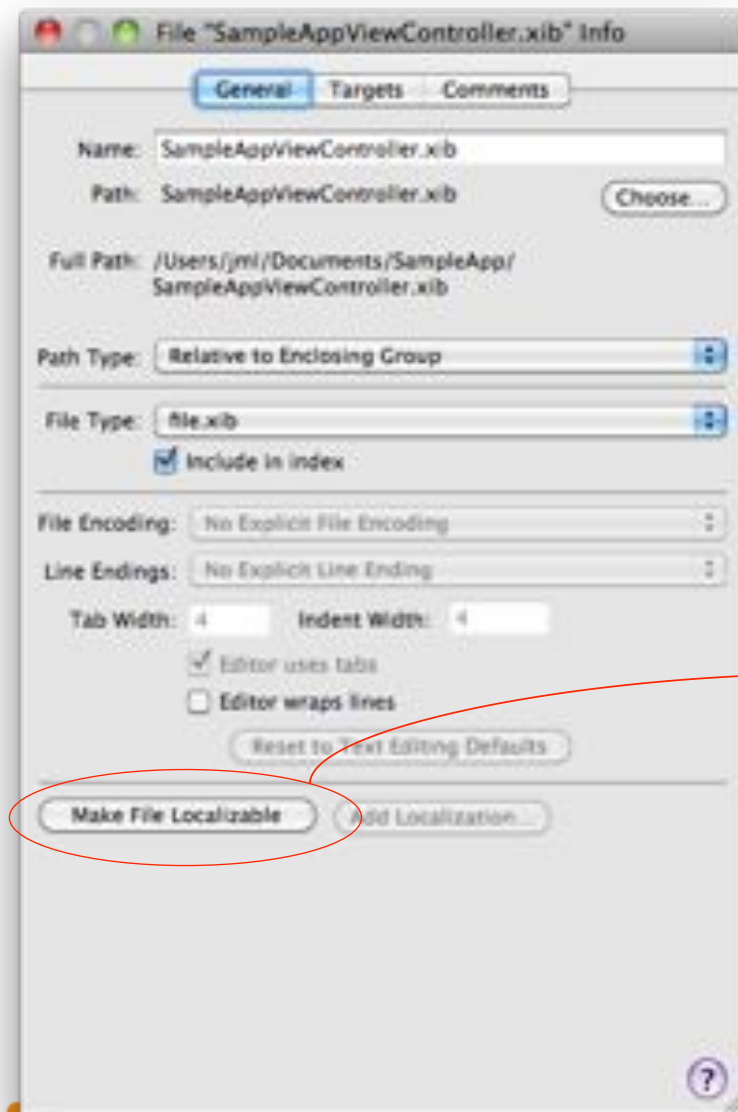 File "SampleAppViewController.xib" Info
General Targets Comments
Name: SampleAppViewController.xib
Path: SampleAppViewController.xib Choose...
Full Path: /Users/jml/Documents/SampleApp/
SampleAppViewController.xib
Path Type: Relative to Enclosing Group
File Type: file.xib
Include in index
File Encoding: No Explicit File Encoding
Line Endings: No Explicit Line Ending
Tab Width: 4 Indent Width: 4
Editor uses tabs
Editor wraps lines
Reset to Text Editing Defaults
Make File Localizable Add Localization...
?